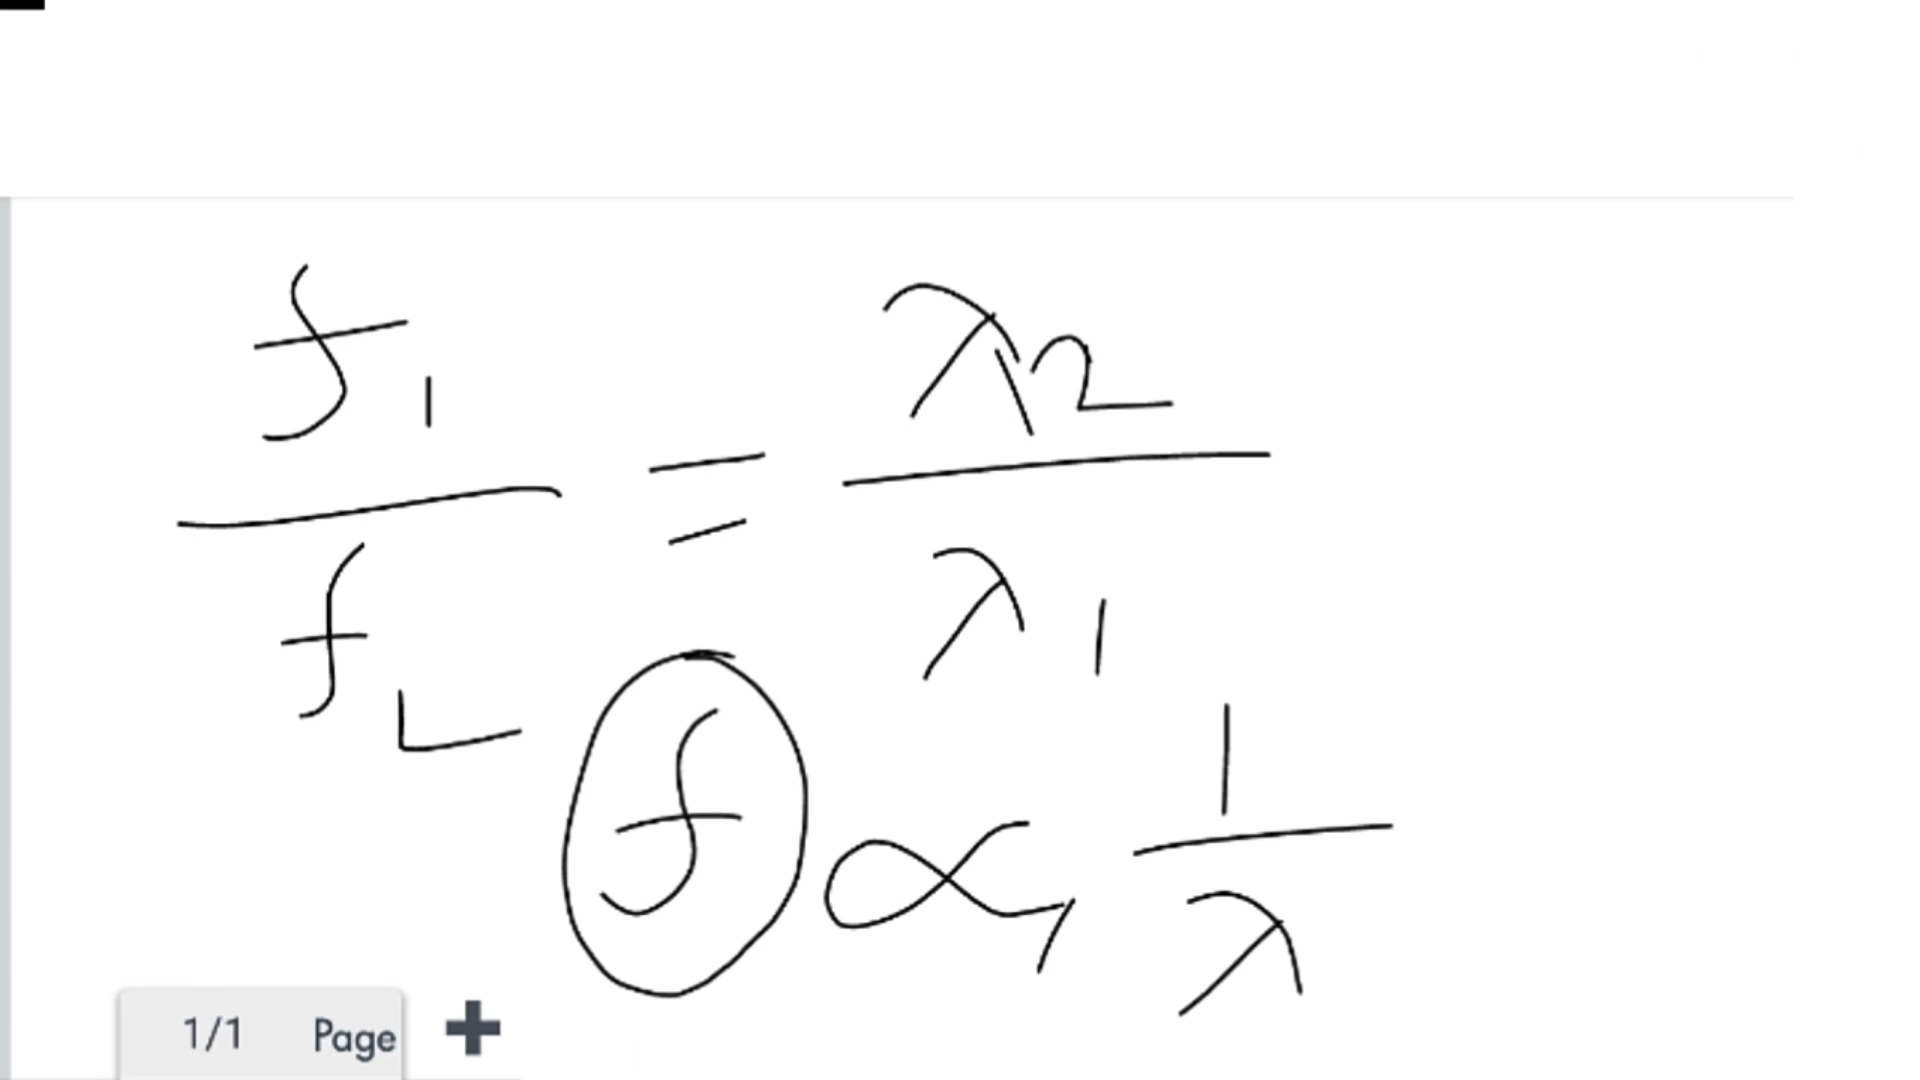 f₁/f₂ = λ₂/λ₁
f ∝ 1/λ
1/1 Page +